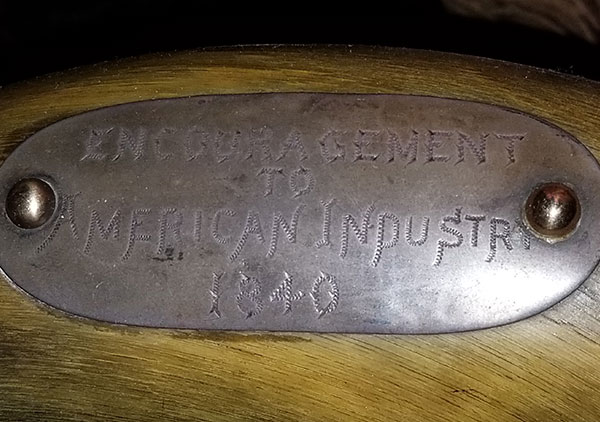 ENCOURAGEMENT
TO
AMERICAN INDUSTRY
1840